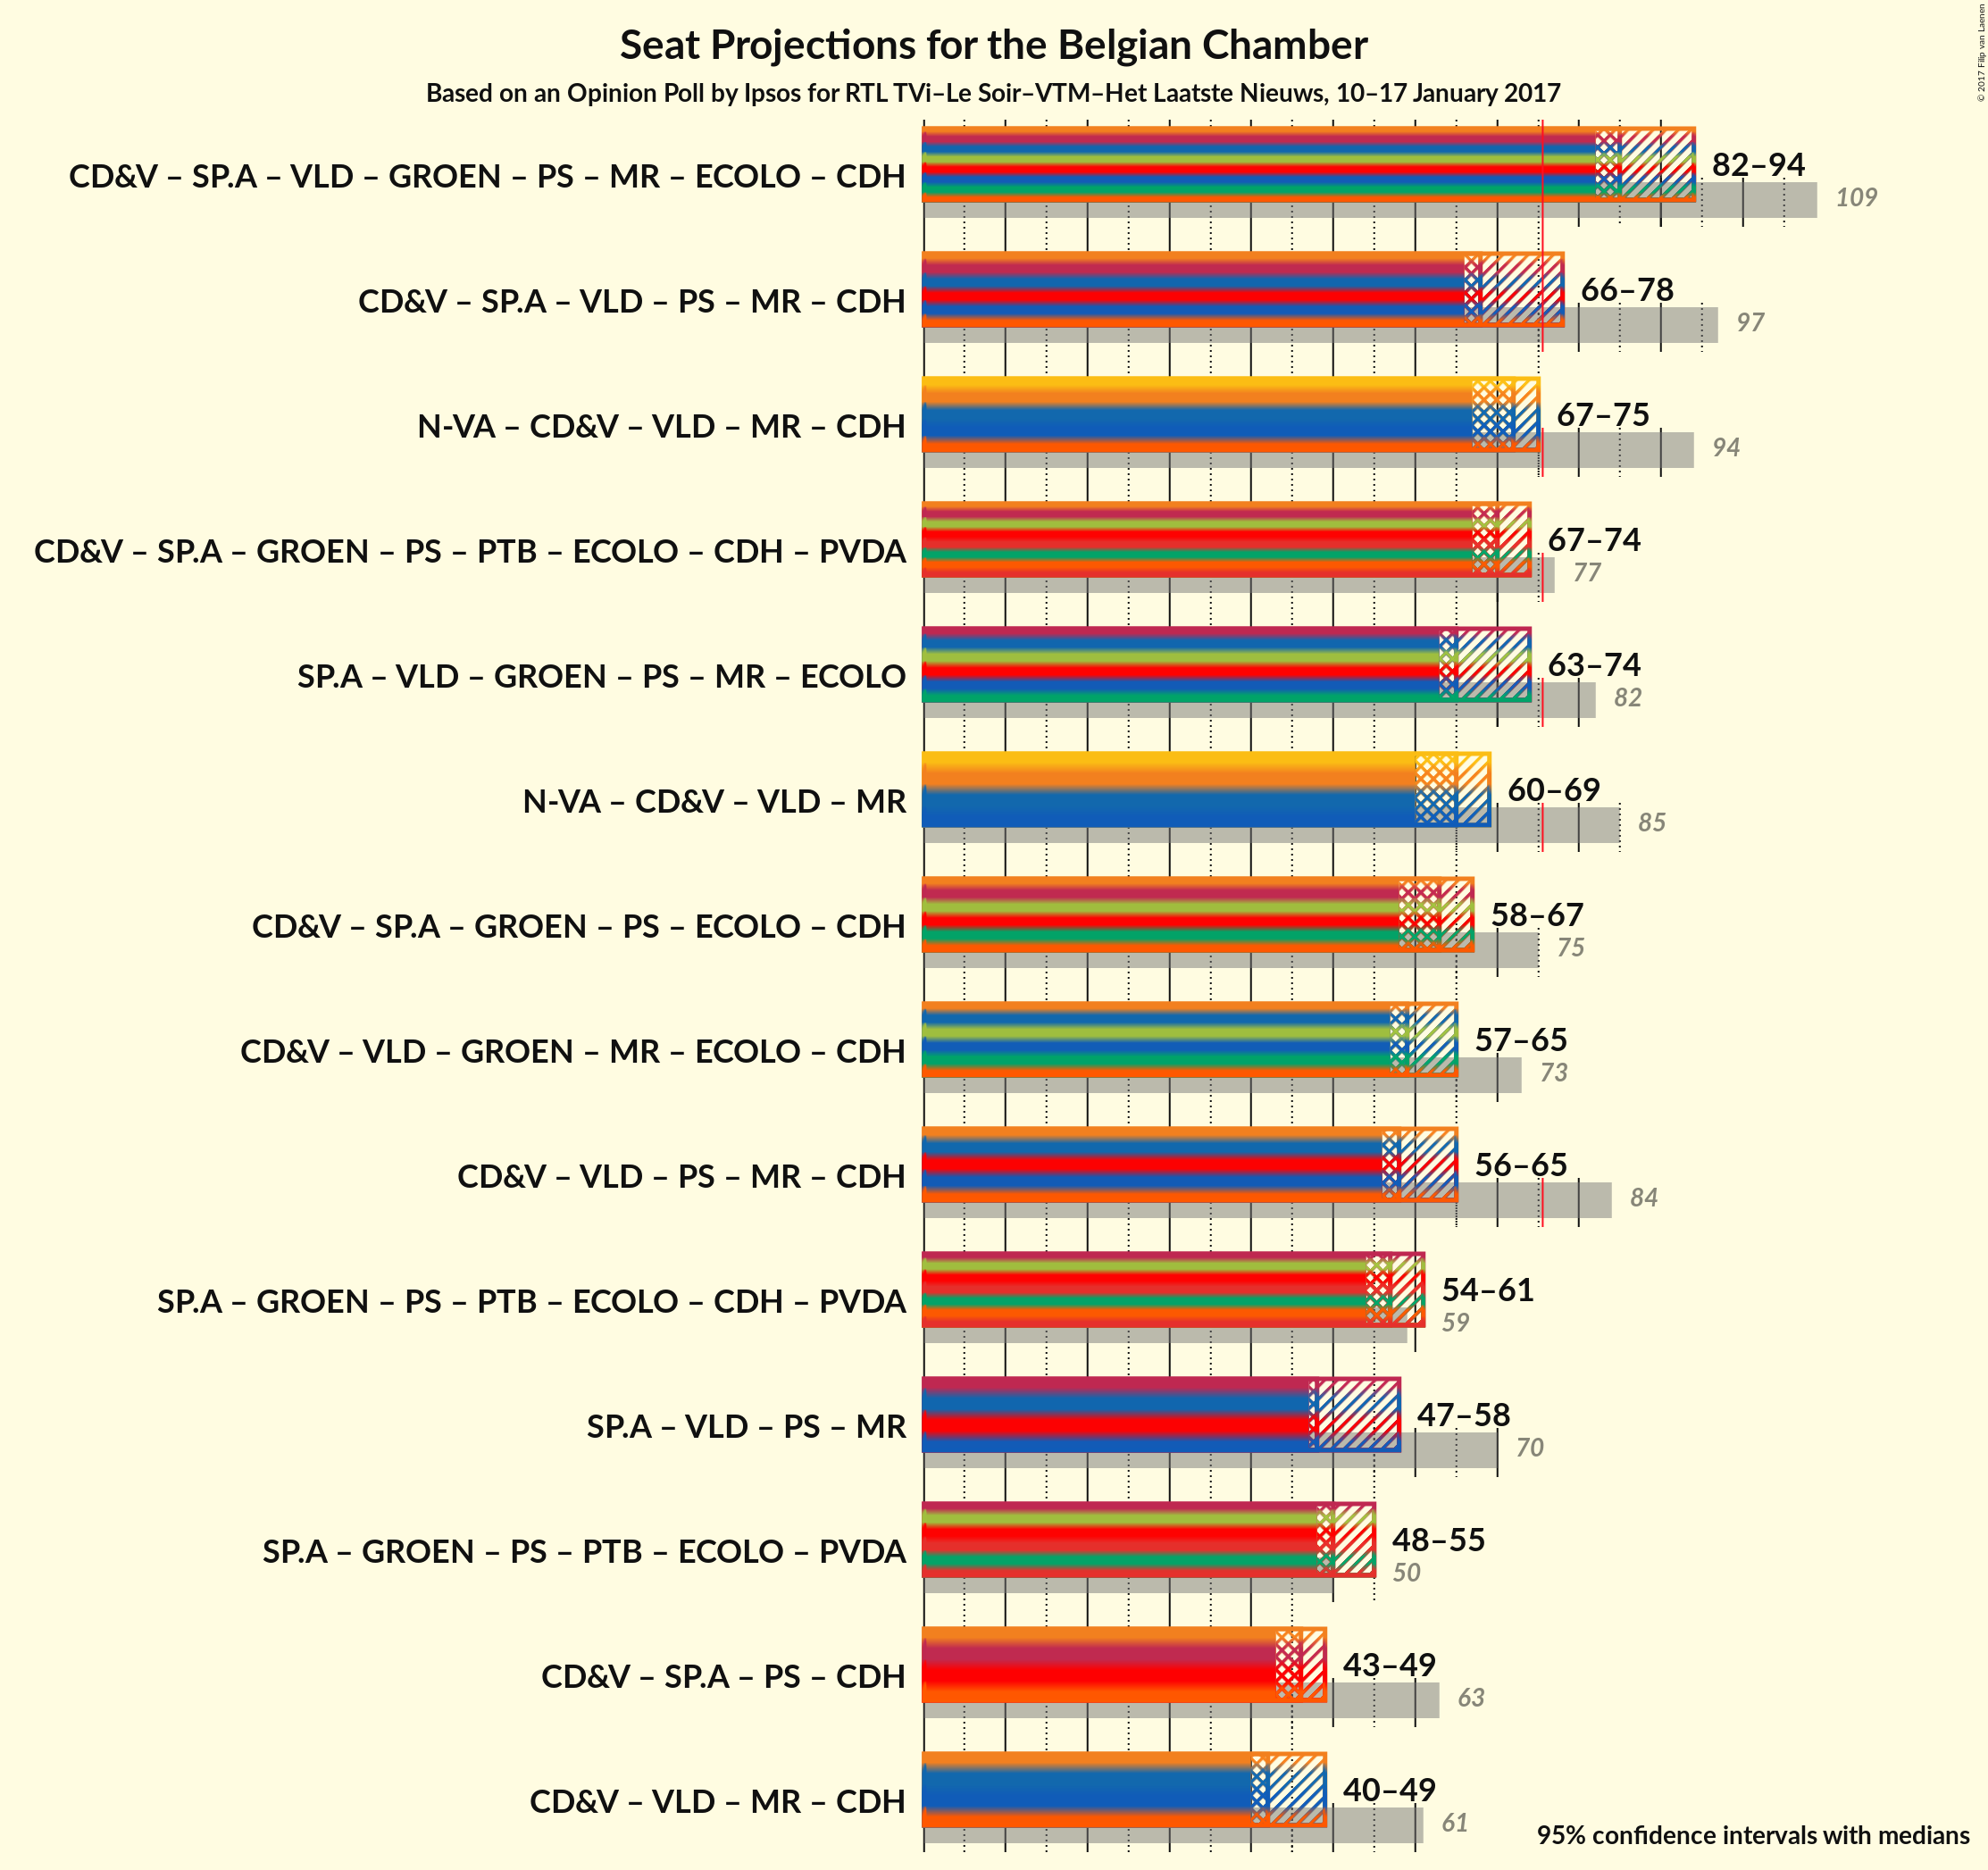 Seat Projections for the Belgian Chamber
Based on an Opinion Poll by Ipsos for RTL TVi–Le Soir–VTM–Het Laatste Nieuws, 10–17 January 2017
© 2017 Filip van Laenen
CD&V – SP.A – VLD – GROEN – PS – MR – ECOLO – CDH 82–94
109
CD&V – SP.A – VLD – PS – MR – CDH 66–78
97
N-VA – CD&V – VLD – MR – CDH 67–75
94
CD&V – SP.A – GROEN – PS – PTB – ECOLO – CDH – PVDA 67–74
77
SP.A – VLD – GROEN – PS – MR – ECOLO 63–74
82
N-VA – CD&V – VLD – MR 60–69
85
CD&V – SP.A – GROEN – PS – ECOLO – CDH 58–67
75
CD&V – VLD – GROEN – MR – ECOLO – CDH 57–65
73
CD&V – VLD – PS – MR – CDH 56–65
84
SP.A – GROEN – PS – PTB – ECOLO – CDH – PVDA 54–61
59
SP.A – VLD – PS – MR 47–58
70
SP.A – GROEN – PS – PTB – ECOLO – PVDA 48–55
50
CD&V – SP.A – PS – CDH 43–49
63
CD&V – VLD – MR – CDH 40–49
61
95% confidence intervals with medians